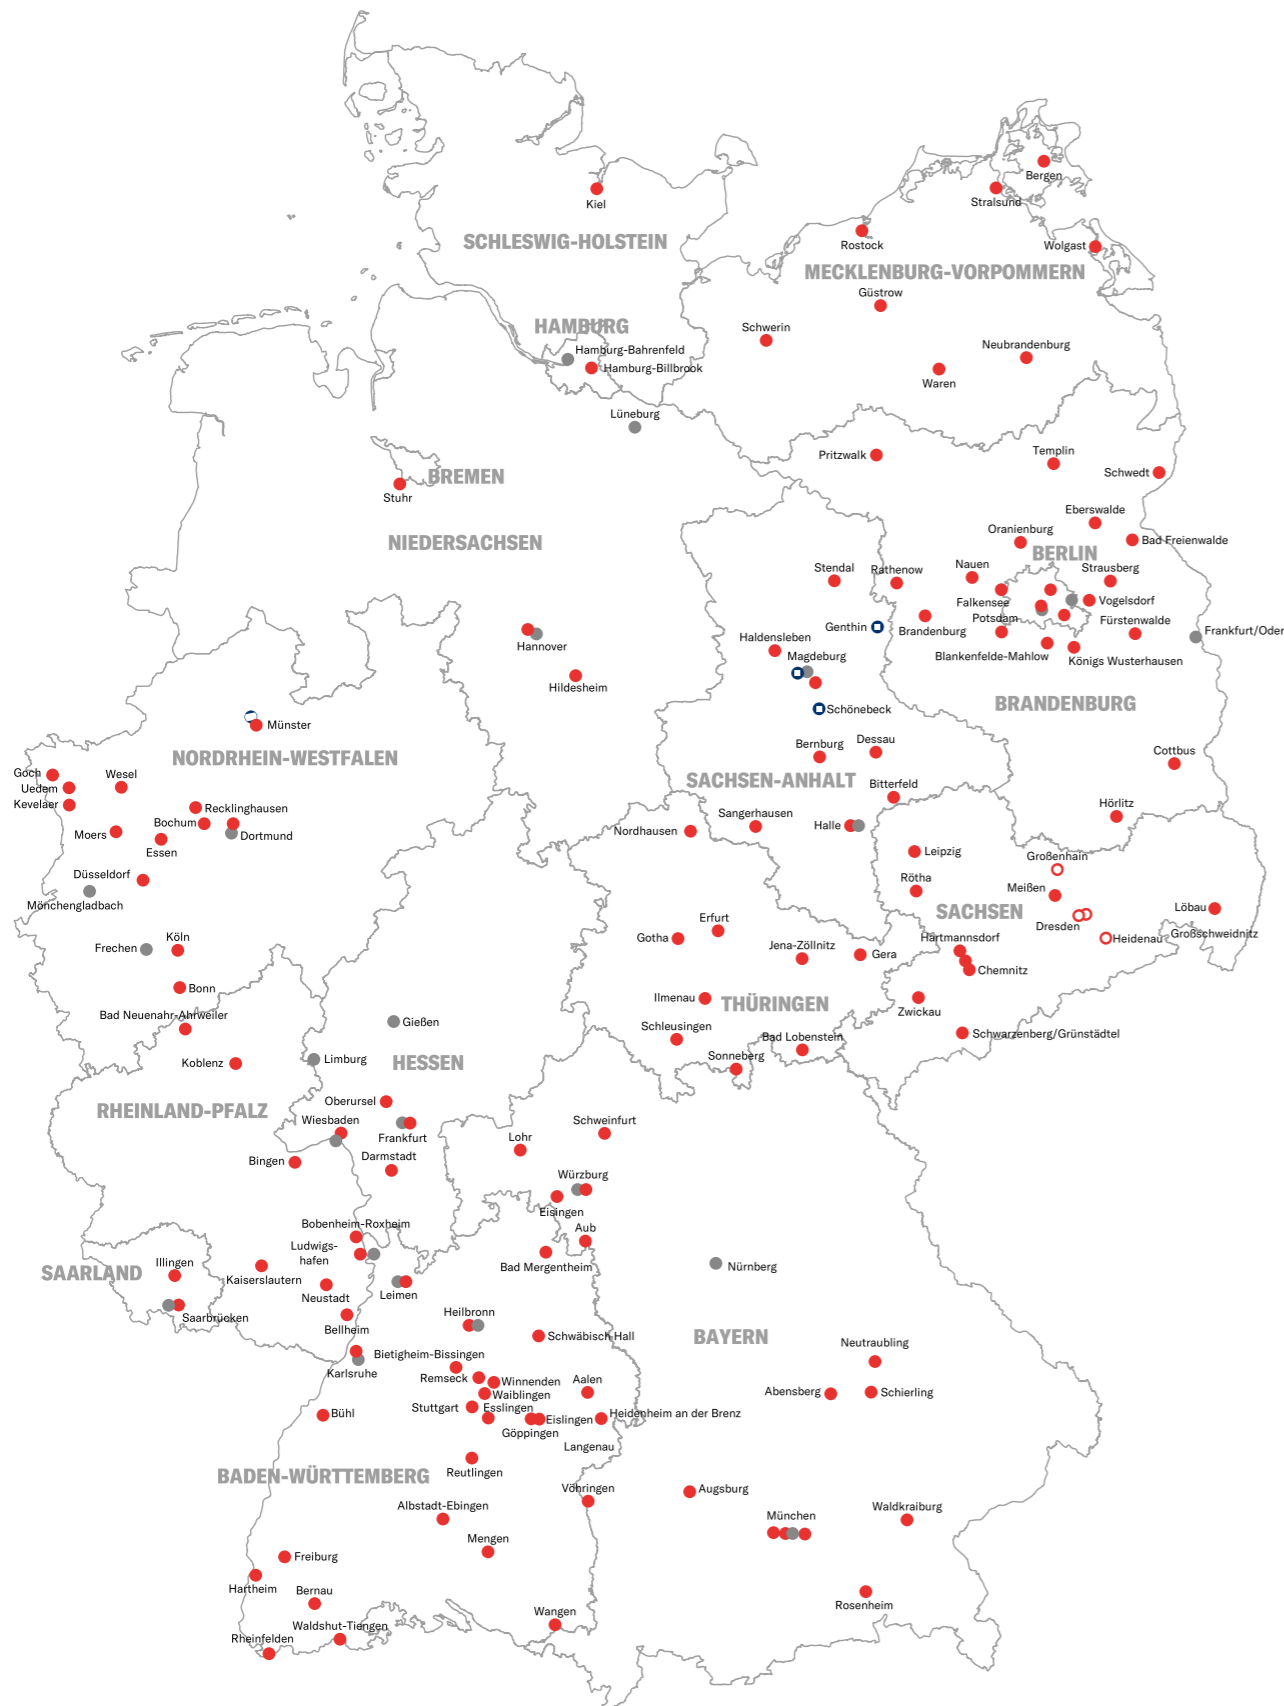 Bergen
Stralsund
Kiel
Rostock
SCHLESWIG-HOLSTEIN
Wolgast
MECKLENBURG-VORPOMMERN
Güstrow
HAMBURG
Schwerin
Hamburg-Bahrenfeld
Neubrandenburg
Hamburg-Billbrook
Waren
Lüneburg
Pritzwalk
Templin
BREMEN
Schwedt
Stuhr
Eberswalde
Oranienburg
NIEDERSACHSEN
Bad Freienwalde
BERLIN
Stendal
Rathenow
Nauen
Strausberg
Falkensee
Vogelsdorf
Potsdam
Fürstenwalde
Genthin
Brandenburg
Frankfurt/Oder
Haldensleben
Hannover
Magdeburg
Blankenfelde-Mahlow
Königs Wusterhausen
Hildesheim
BRANDENBURG
Schönebeck
Münster
NORDRHEIN-WESTFALEN
Bernburg
Dessau
Cottbus
Goch
Wesel
SACHSEN-ANHALT
Uedem
Bitterfeld
Kevelaer
Recklinghausen
Hörlitz
Bochum
Sangerhausen
Moers
Dortmund
Nordhausen
Halle
Essen
Leipzig
Großenhain
Düsseldorf
Rötha
Meißen
Mönchengladbach
SACHSEN
Löbau
Erfurt
Dresden
Großschweidnitz
Gotha
Köln
Heidenau
Frechen
Jena-Zöllnitz
Hartmannsdorf
Gera
Chemnitz
Bonn
Ilmenau
THÜRINGEN
Zwickau
Bad Neuenahr-Ahrweiler
Gießen
Schleusingen
Bad Lobenstein
Schwarzenberg/Grünstädtel
Limburg
HESSEN
Koblenz
Sonneberg
Oberursel
RHEINLAND-PFALZ
Wiesbaden
Frankfurt
Schweinfurt
Lohr
Bingen
Darmstadt
Würzburg
Eisingen
Bobenheim-Roxheim
Aub
Ludwigs-
hafen
Bad Mergentheim
Illingen
SAARLAND
Kaiserslautern
Nürnberg
Neustadt
Leimen
Saarbrücken
Heilbronn
Bellheim
Schwäbisch Hall
BAYERN
Bietigheim-Bissingen
Neutraubling
Karlsruhe
Remseck
Winnenden
Aalen
Waiblingen
Abensberg
Schierling
Stuttgart
Esslingen
Bühl
Eislingen
Heidenheim an der Brenz
Göppingen
Langenau
Reutlingen
BADEN-WÜRTTEMBERG
Vöhringen
Augsburg
Albstadt-Ebingen
Waldkraiburg
München
Mengen
Freiburg
Hartheim
Bernau
Rosenheim
Wangen
Waldshut-Tiengen
Rheinfelden